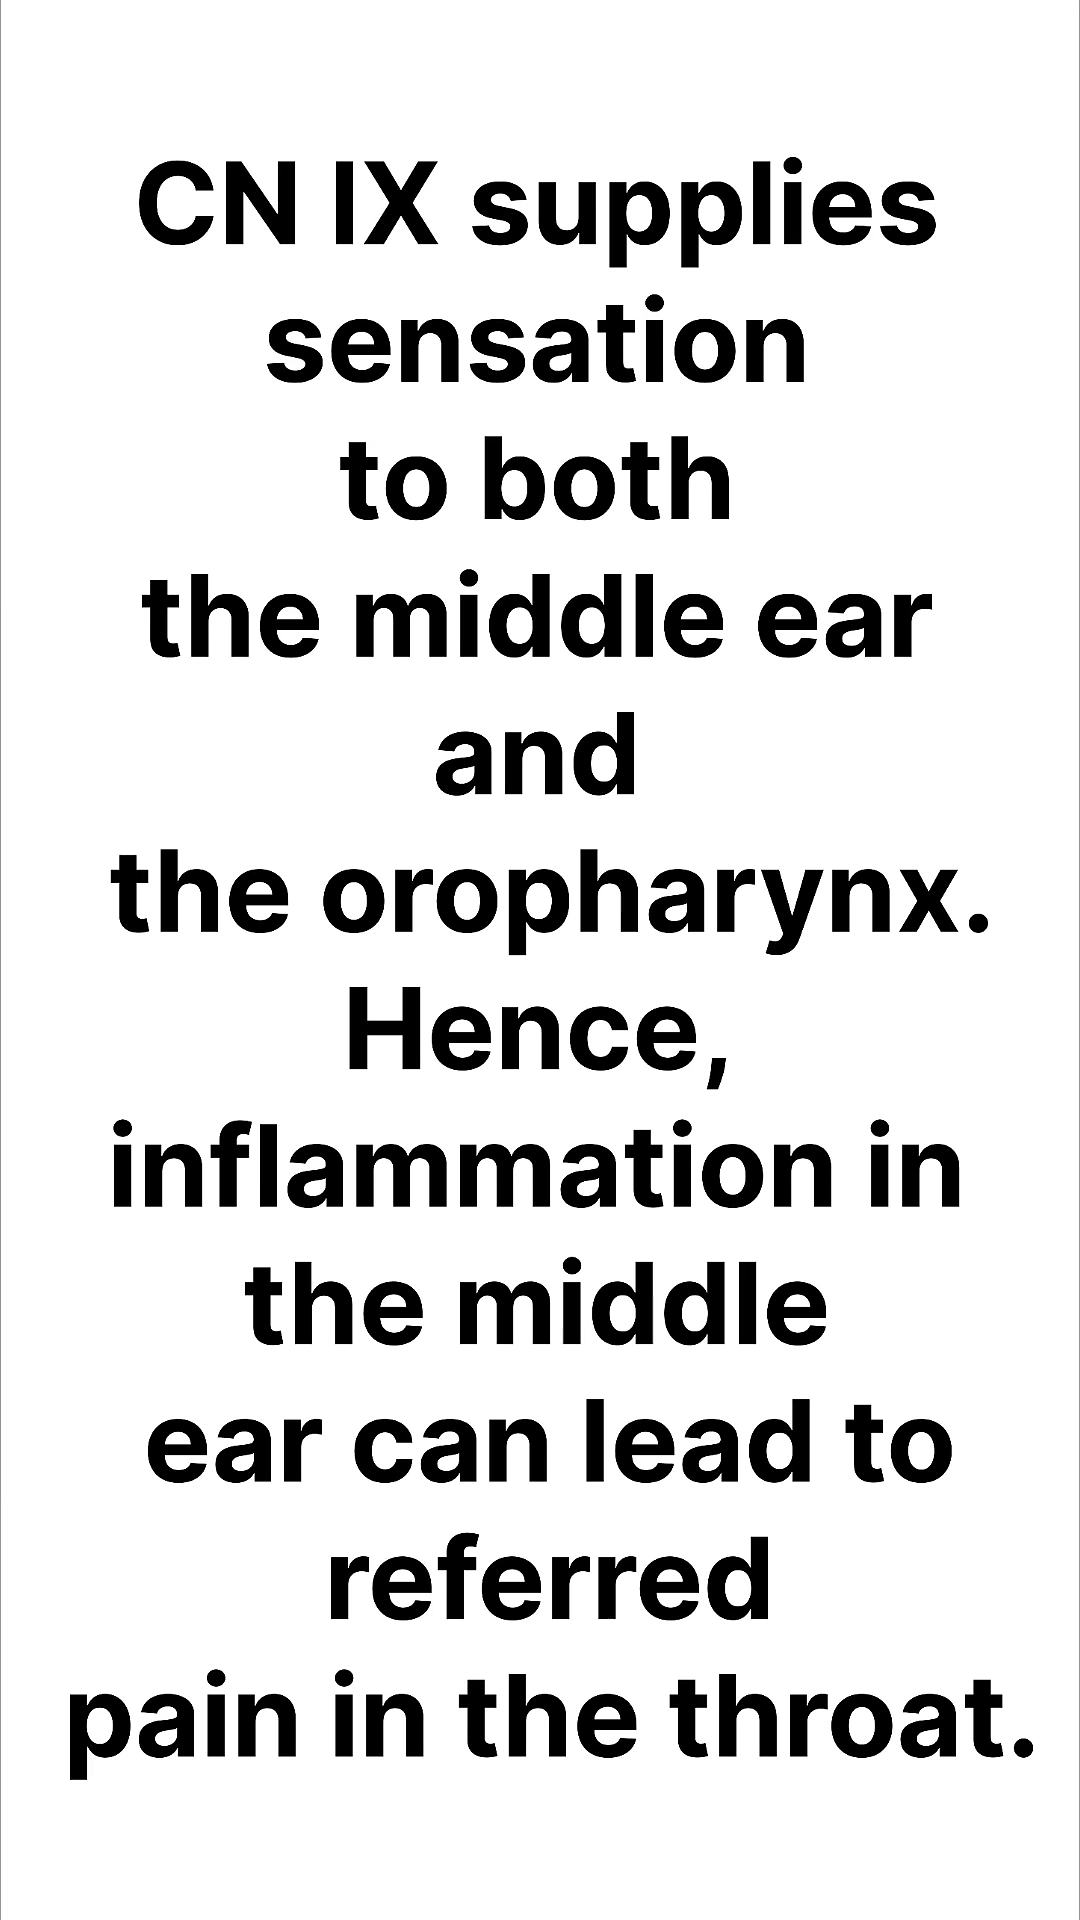 CN IX supplies
sensation
to both
the middle ear
and
the oropharynx.
Hence,
inflammation in
the middle
ear can lead to
referred
pain in the throat.